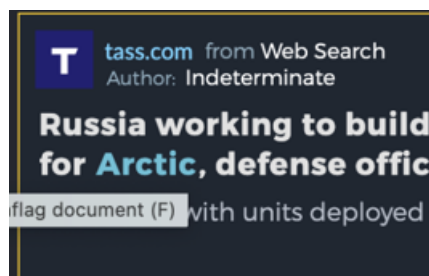 T
tass.com from Web Search
Author: Indeterminate
Russia working to build
for Arctic, defense offic
flag document (F) with units deployed